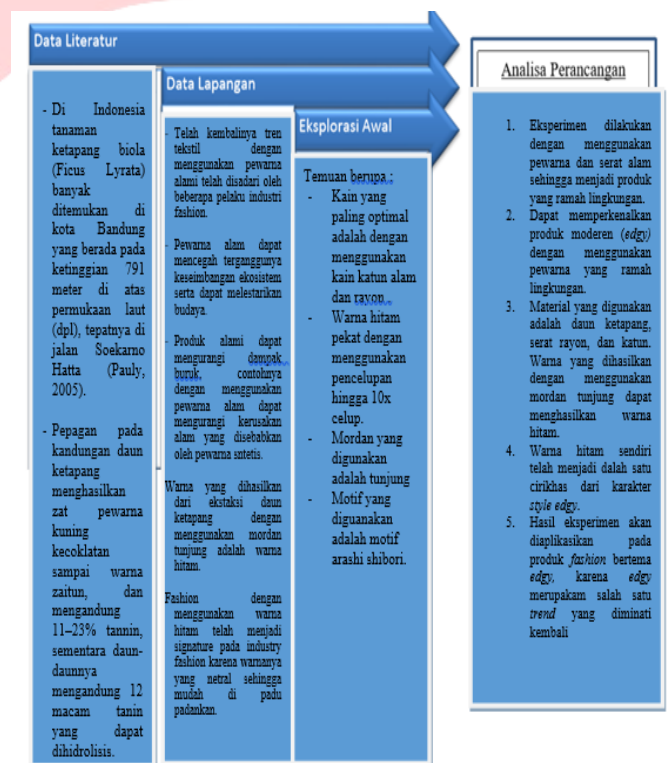 Data Literatur
- Di Indonesia
tanaman
ketapang biola
(Ficus Lyrata)
banyak
ditemukan di
kota Bandung
yang berada pada
ketinggian 791
meter di atas
permukaan laut
(dpl), tepatnya di
jalan Soekarno
Hatta (Pauly,
2005).
- Pepagan pada
kandungan daun
ketapang
menghasilkan
zat pewarna
kuning
kecoklatan
sampai warna
zaitun, dan
mengandung
11–23% tannin,
sementara daun-
daunnya
mengandung 12
macam tanin
yang dapat
dihidrolisis.
Data Lapangan
- Telah kembalinya tren
tekstil dengan
menggunakan pewarna
alami telah disadari oleh
beberapa pelaku industri
fashion.
- Pewarna alam dapat
mencegah terganggunya
keseimbangan ekosistem
serta dapat melestarikan
budaya.
- Produk alami dapat
mengurangi dampak
buruk, contohnya
dengan menggunakan
pewarna alam dapat
mengurangi kerusakan
alam yang disebabkan
oleh pewarna sntetis.
Warna yang dihasilkan
dari ekstaksi daun
ketapang dengan
menggunakan mordan
tunjung adalah warna
hitam.
Fashion dengan
menggunakan warna
hitam telah menjadi
signature pada industry
fashion karena warnanya
yang netral sehingga
mudah di padu
padankan.
Eksplorasi Awal
Temuan berupa :
- Kain yang
paling optimal
adalah dengan
menggunakan
kain katun alam
dan rayon
- Warna hitam
pekat dengan
menggunakan
pencelupan
hingga 10x
celup.
- Mordan yang
digunakan
adalah tunjung
- Motif yang
diguanakan
adalah motif
arashi shibori.
Analisa Perancangan
1. Eksperimen dilakukan
dengan menggunakan
pewarna dan serat alam
sehingga menjadi produk
yang ramah lingkungan.
2. Dapat memperkenalkan
produk moderen (edgy)
dengan menggunakan
pewarna yang ramah
lingkungan.
3. Material yang digunakan
adalah daun ketapang,
serat rayon, dan katun.
Warna yang dihasilkan
dengan menggunakan
mordan tunjung dapat
menghasilkan warna
hitam.
4. Warna hitam sendiri
telah menjadi dalah satu
cirikhas dari karakter
style edgy.
5. Hasil eksperimen akan
diaplikasikan pada
produk fashion bertema
edgy, karena edgy
merupakam salah satu
trend yang diminati
kembali